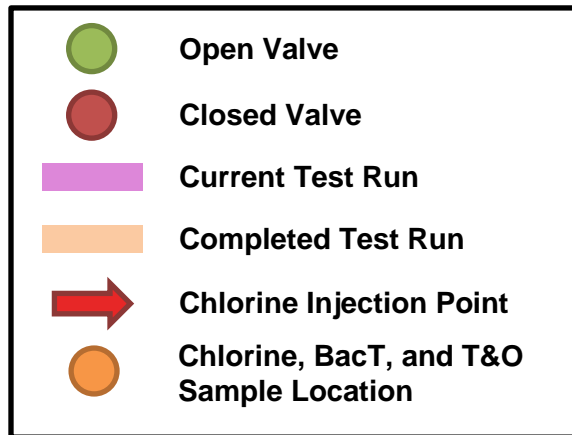 Open Valve
Closed Valve
Current Test Run
Completed Test Run
Chlorine Injection Point
Chlorine, BacT, and T&O
Sample Location